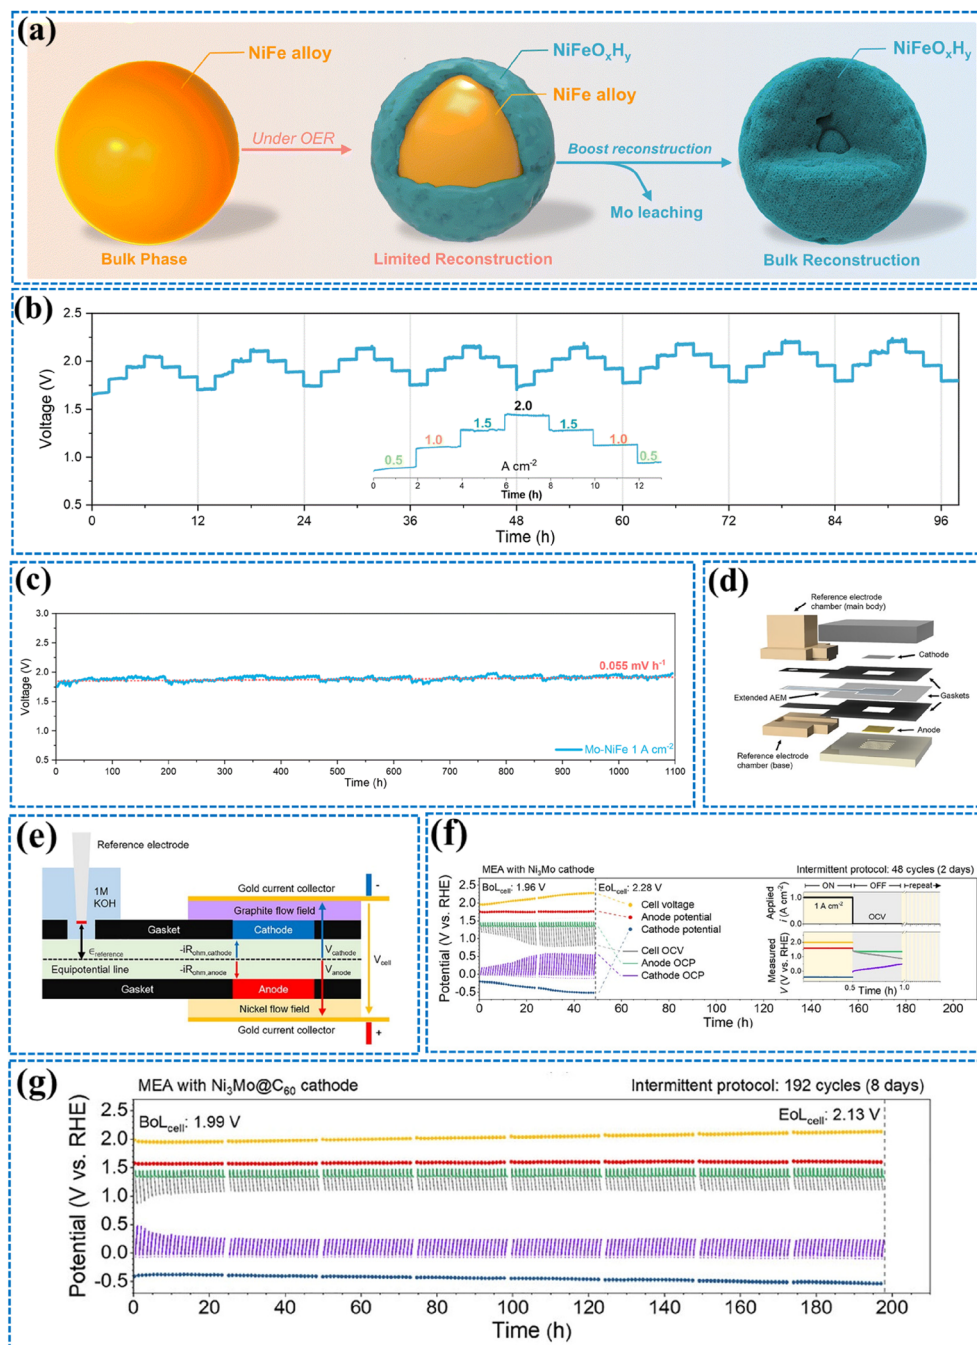 (a)
NiFe alloy
NiFeOxHy
NiFe alloy
NiFeOxHy
Under OER
Boost reconstruction
Mo leaching
Bulk Phase
Limited Reconstruction
Bulk Reconstruction
(b)
2.5
2.0
1.5
1.0
0.5
Voltage (V)
0.5
1.0
1.5
2.0
1.5
1.0
0.5
A cm-2
0 2 4 6 8 10 12
Time (h)
0 12 24 36 48 60 72 84 96
Time (h)
(c)
3.0
2.5
2.0
1.5
1.0
0.5
Voltage (V)
0.055 mV h-1
Mo-NiFe 1 A cm-2
0 100 200 300 400 500 600 700 800 900 1000 1100
Time (h)
(d)
Reference electrode
chamber (main body)
Cathode
Extended AEM
Gaskets
Anode
Reference electrode
chamber (base)
(e)
Reference electrode
1M
KOH
-
Gold current collector
Graphite flow field
Gasket
Cathode
Ɛreference
-iRohm,cathode
Vcathode
Equipotential line
-iRohm,anode
Vanode
Vcell
Gasket
Anode
Nickel flow field
Gold current collector
+
(f)
MEA with Ni3Mo cathode
Intermittent protocol: 48 cycles (2 days)
BoLcell: 1.96 V
EoLcell: 2.28 V
2.5
2.0
1.5
1.0
0.5
0.0
-0.5
Potential (V vs. RHE)
Cell voltage
Anode potential
Cathode potential
Cell OCV
Anode OCP
Cathode OCP
ON
OFF
repeat
Applied
i (A cm-2)
1.0
0.0
1 A cm-2
OCV
Measured
V (V vs. RHE)
2.0
1.0
0.0
0.5
1.0
Time (h)
0 20 40 60 80 100 120 140 160 180 200
Time (h)
(g)
MEA with Ni3Mo@C60 cathode
Intermittent protocol: 192 cycles (8 days)
BoLcell: 1.99 V
EoLcell: 2.13 V
2.5
2.0
1.5
1.0
0.5
0.0
-0.5
Potential (V vs. RHE)
0 20 40 60 80 100 120 140 160 180 200
Time (h)